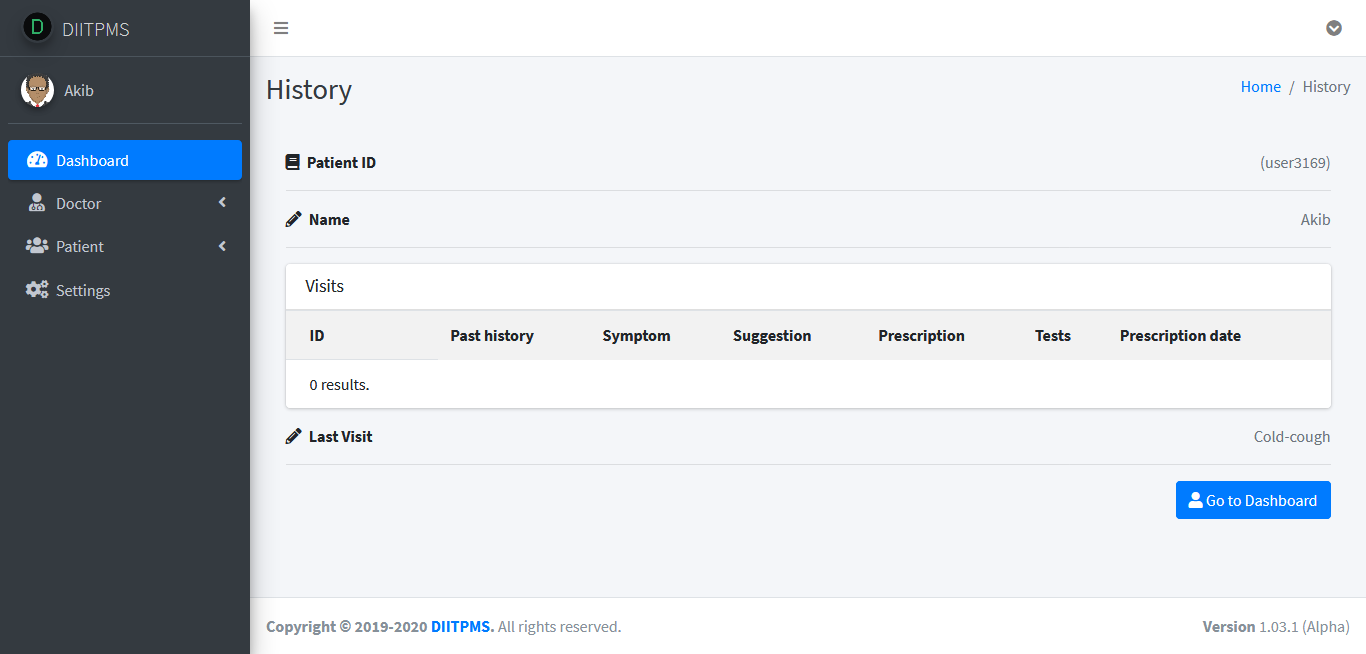 D DIITPMS
Akib
Dashboard
Doctor
Patient
Settings
History
Home / History
Patient ID (user3169)
Name Akib
Visits
ID Past history Symptom Suggestion Prescription Tests Prescription date
0 results.
Last Visit Cold-cough
Go to Dashboard
Copyright © 2019-2020 DIITPMS. All rights reserved. Version 1.03.1 (Alpha)